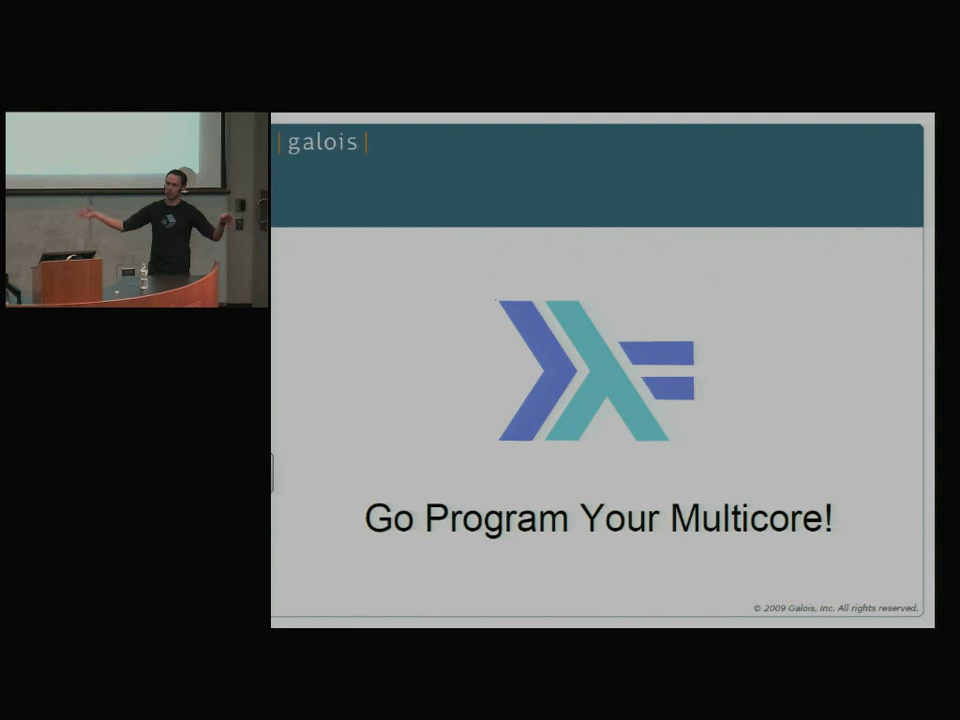 |galois|
Go Program Your Multicore!
© 2009 Galois, Inc. All rights reserved.